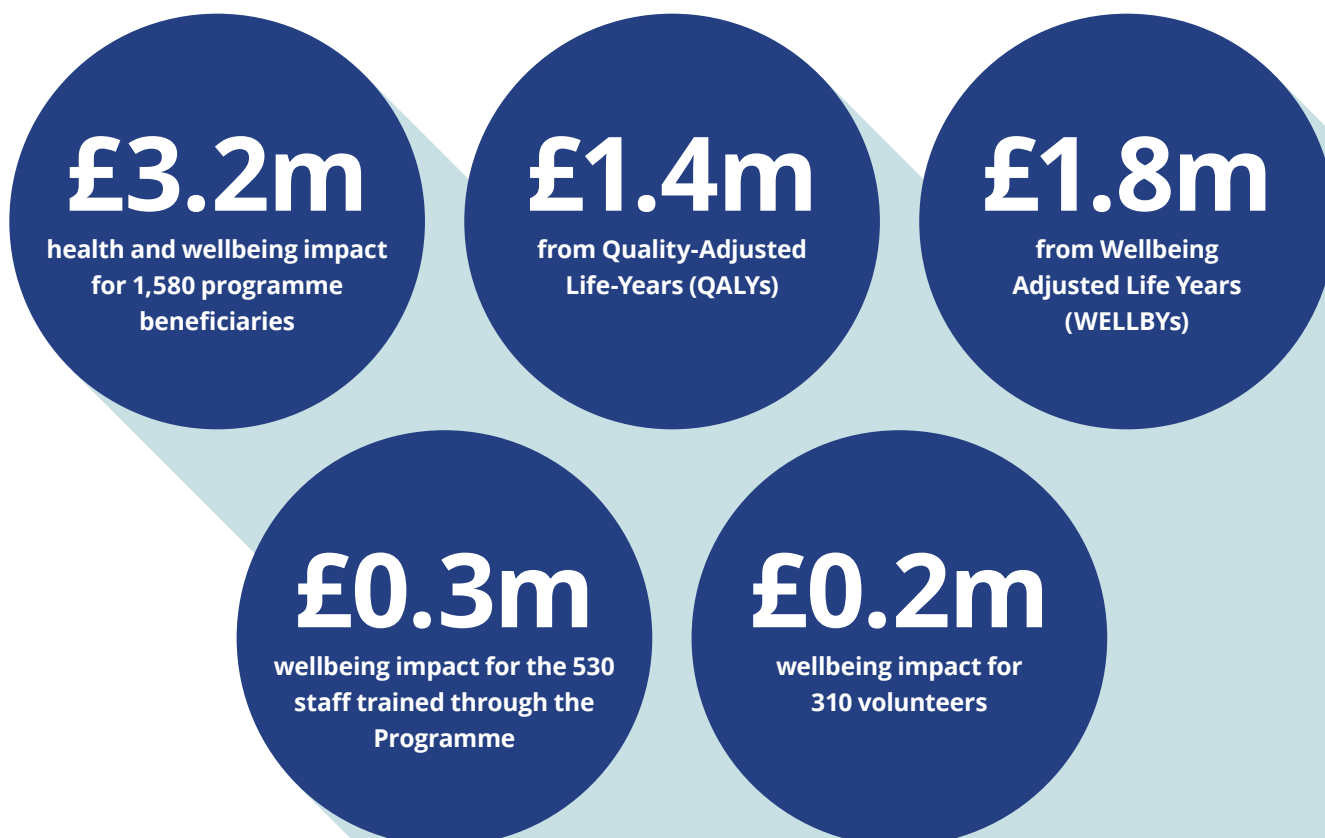 £3.2m
health and wellbeing impact
for 1,580 programme
beneficiaries
£1.4m
from Quality-Adjusted
Life-Years (QALYs)
£1.8m
from Wellbeing
Adjusted Life Years
(WELLBYs)
£0.3m
wellbeing impact for the 530
staff trained through the
Programme
£0.2m
wellbeing impact for
310 volunteers